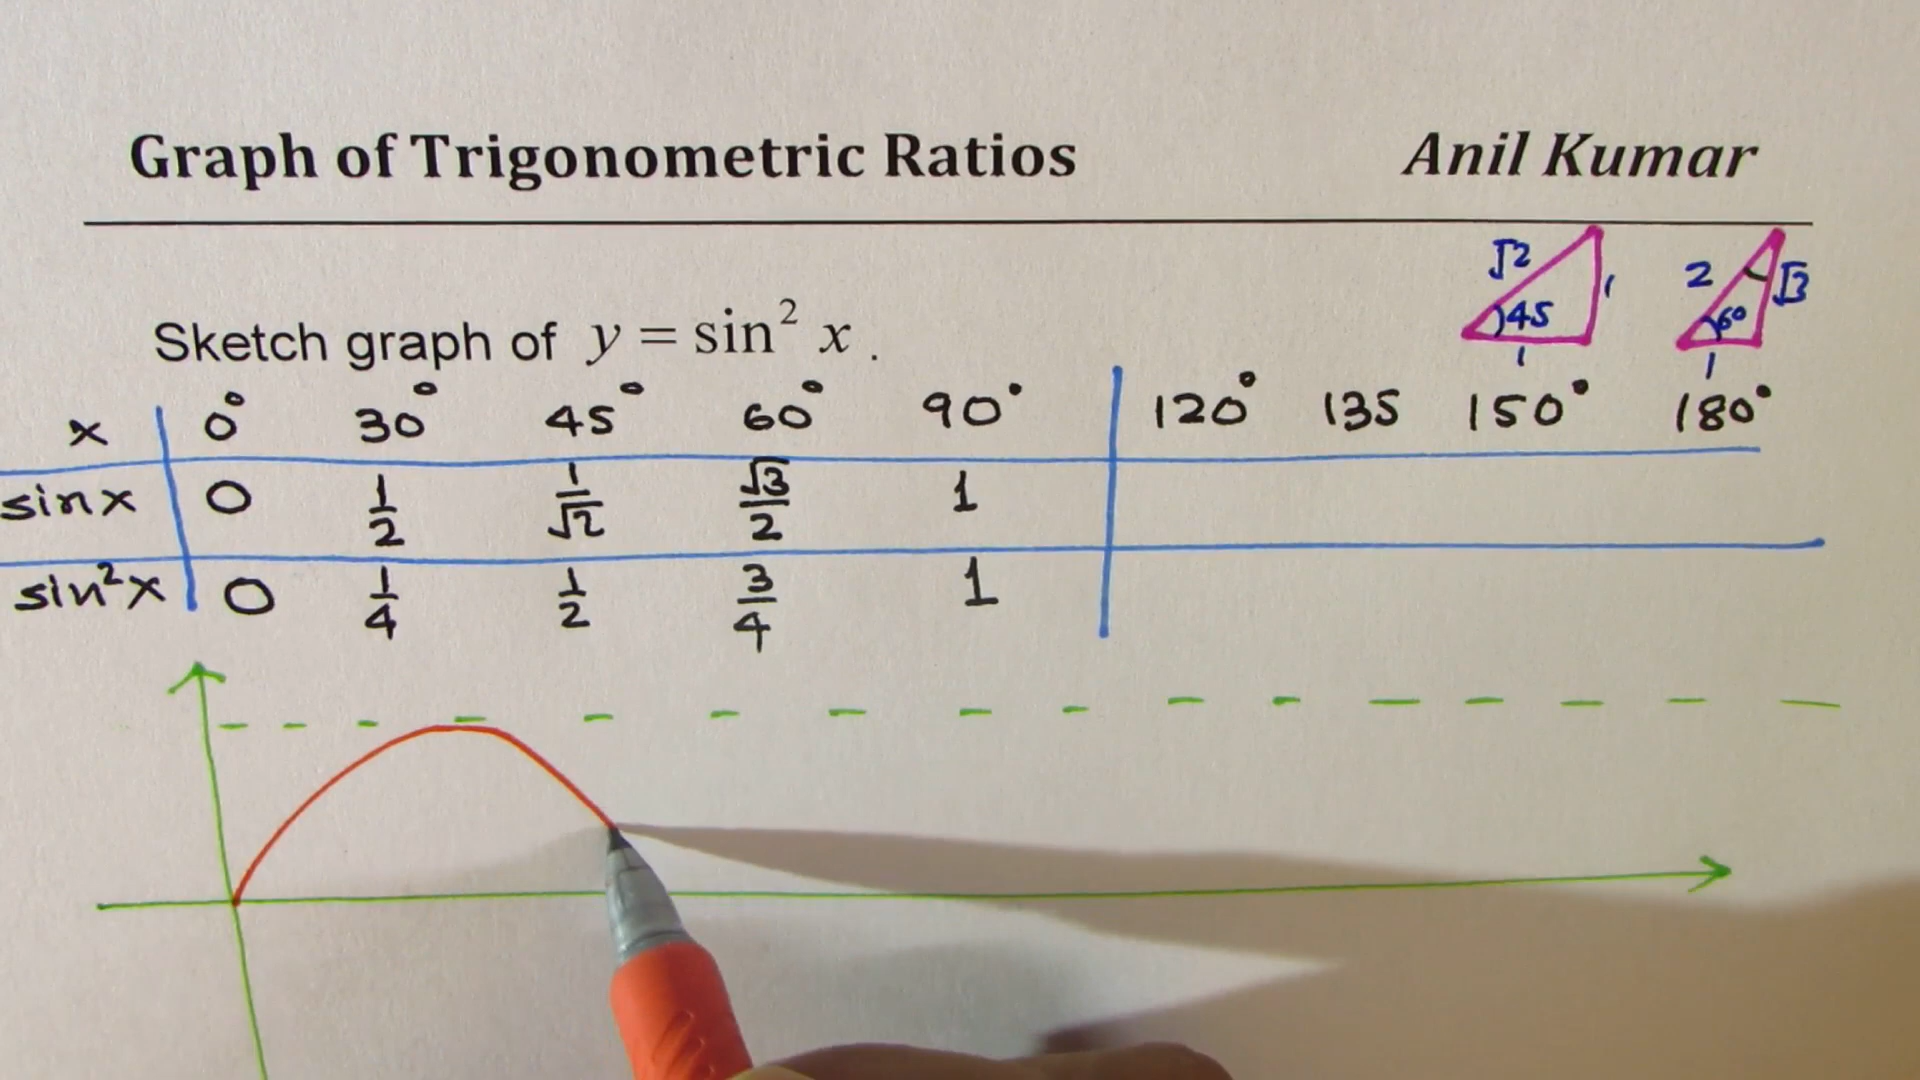 Graph of Trigonometric Ratios Anil Kumar
√2 1 45 1 2 √3 60 1
Sketch graph of y = sin² x .
x 0° 30° 45° 60° 90° 120° 135 150° 180°
sinx 0 1/2 1/√2 √3/2 1
sin²x 0 1/4 1/2 3/4 1